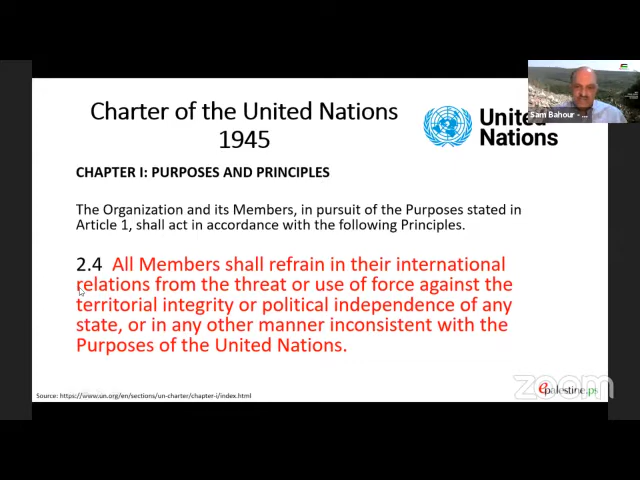 Charter of the United Nations
1945
United
Nations
Sam Bahour - ...
CHAPTER I: PURPOSES AND PRINCIPLES
The Organization and its Members, in pursuit of the Purposes stated in
Article 1, shall act in accordance with the following Principles.
2.4 All Members shall refrain in their international
relations from the threat or use of force against the
territorial integrity or political independence of any
state, or in any other manner inconsistent with the
Purposes of the United Nations.
Source: https://www.un.org/en/sections/un-charter/chapter-i/index.html
epalestine.ps
zoom